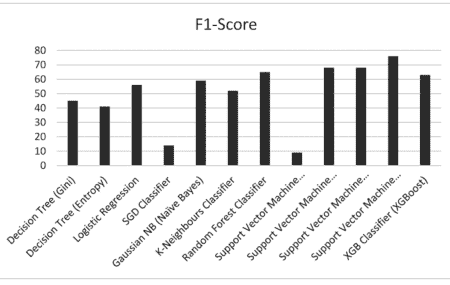 F1-Score
80
70
60
50
40
30
20
10
0
Decision Tree (Gini)
Decision Tree (Entropy)
Logistic Regression
SGD Classifier
Gaussian NB (Naïve Bayes)
K-Neighbours Classifier
Random Forest Classifier
Support Vector Machine...
Support Vector Machine...
Support Vector Machine...
Support Vector Machine...
XGB Classifier (XGBoost)